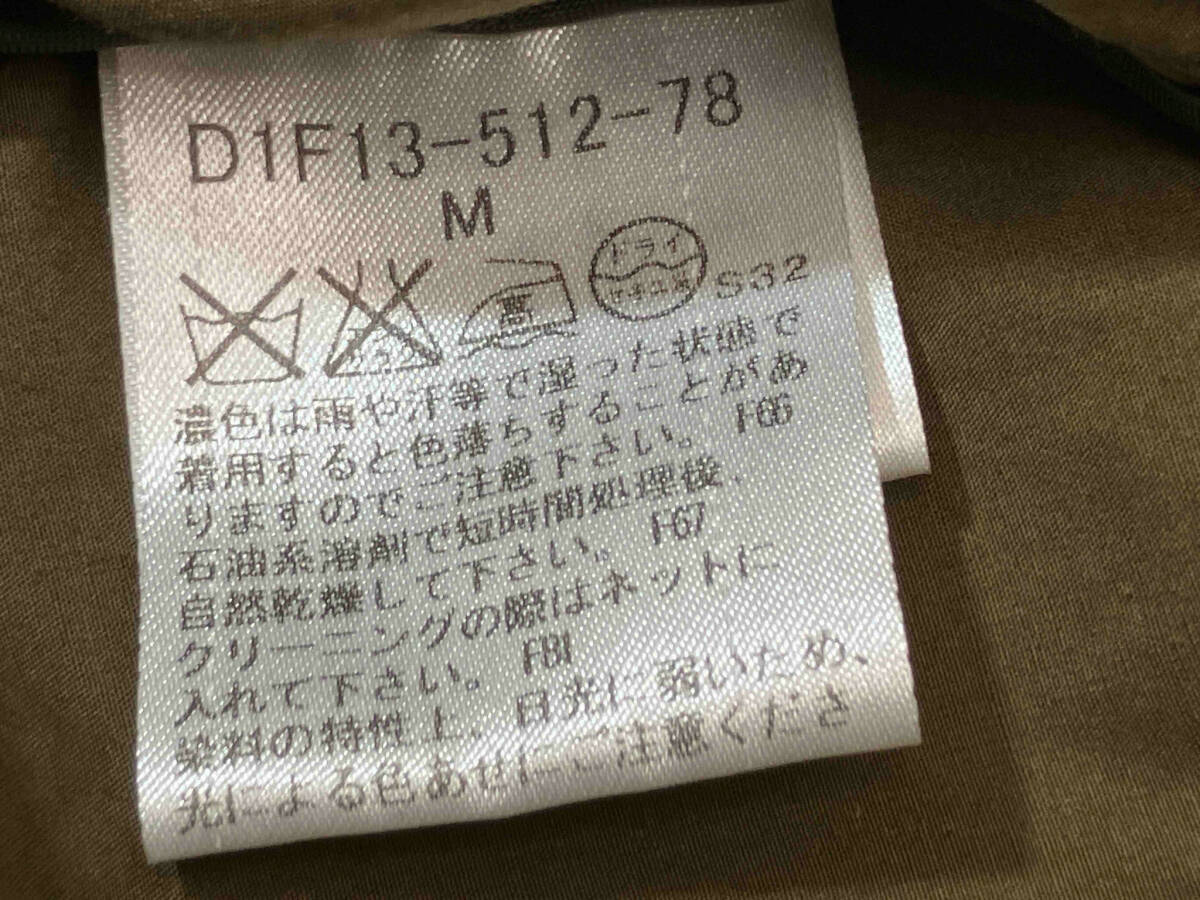 D1F13-512-78
M
高 ドライ S32
濃色は雨や汗等で湿った状態で
着用すると色落ちすることがあ
りますのでご注意下さい。 F66
石油系溶剤で短時間処理後、
自然乾燥して下さい。 F67
クリーニングの際はネットに
入れて下さい。 F81
染料の特性上、日光に弱いため、
光による色あせにご注意くださ